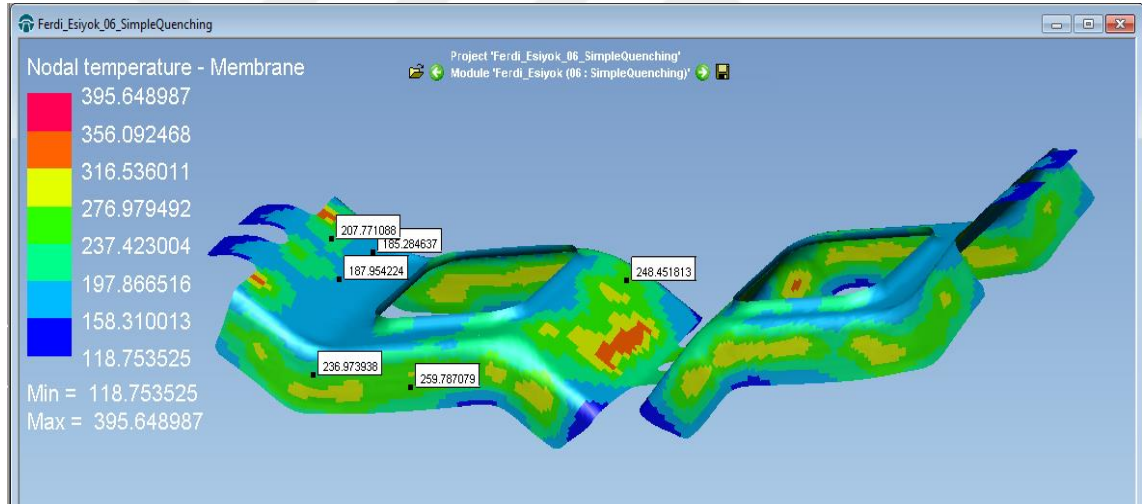 Ferdi_Esiyok_06_SimpleQuenching
Project 'Ferdi_Esiyok_06_SimpleQuenching'
Module 'Ferdi_Esiyok (06 : SimpleQuenching)'
Nodal temperature - Membrane
395.648987
356.092468
316.536011
276.979492
237.423004
197.866516
158.310013
118.753525
Min = 118.753525
Max = 395.648987
207.771088
185.284637
187.954224
248.451813
236.973938
259.787079